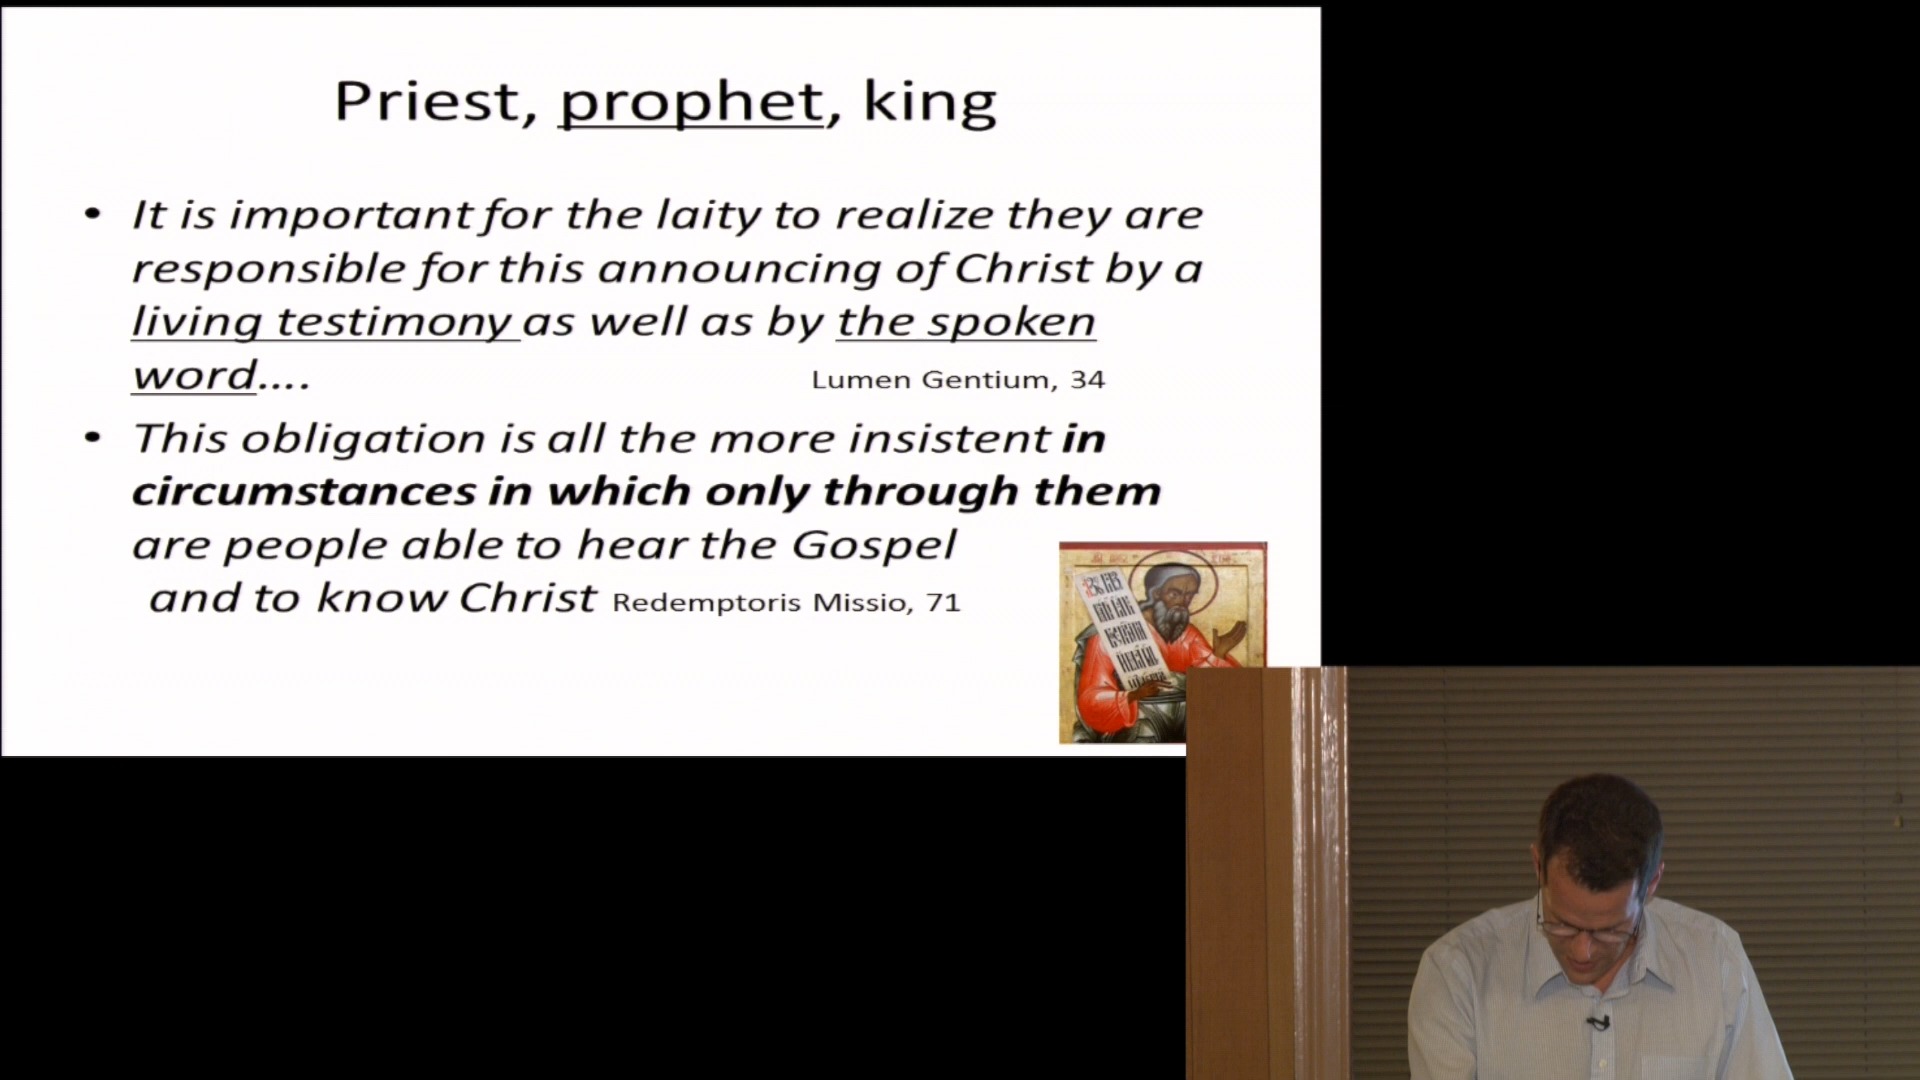 Priest, prophet, king
• It is important for the laity to realize they are
responsible for this announcing of Christ by a
living testimony as well as by the spoken
word.... Lumen Gentium, 34
• This obligation is all the more insistent in
circumstances in which only through them
are people able to hear the Gospel
and to know Christ Redemptoris Missio, 71